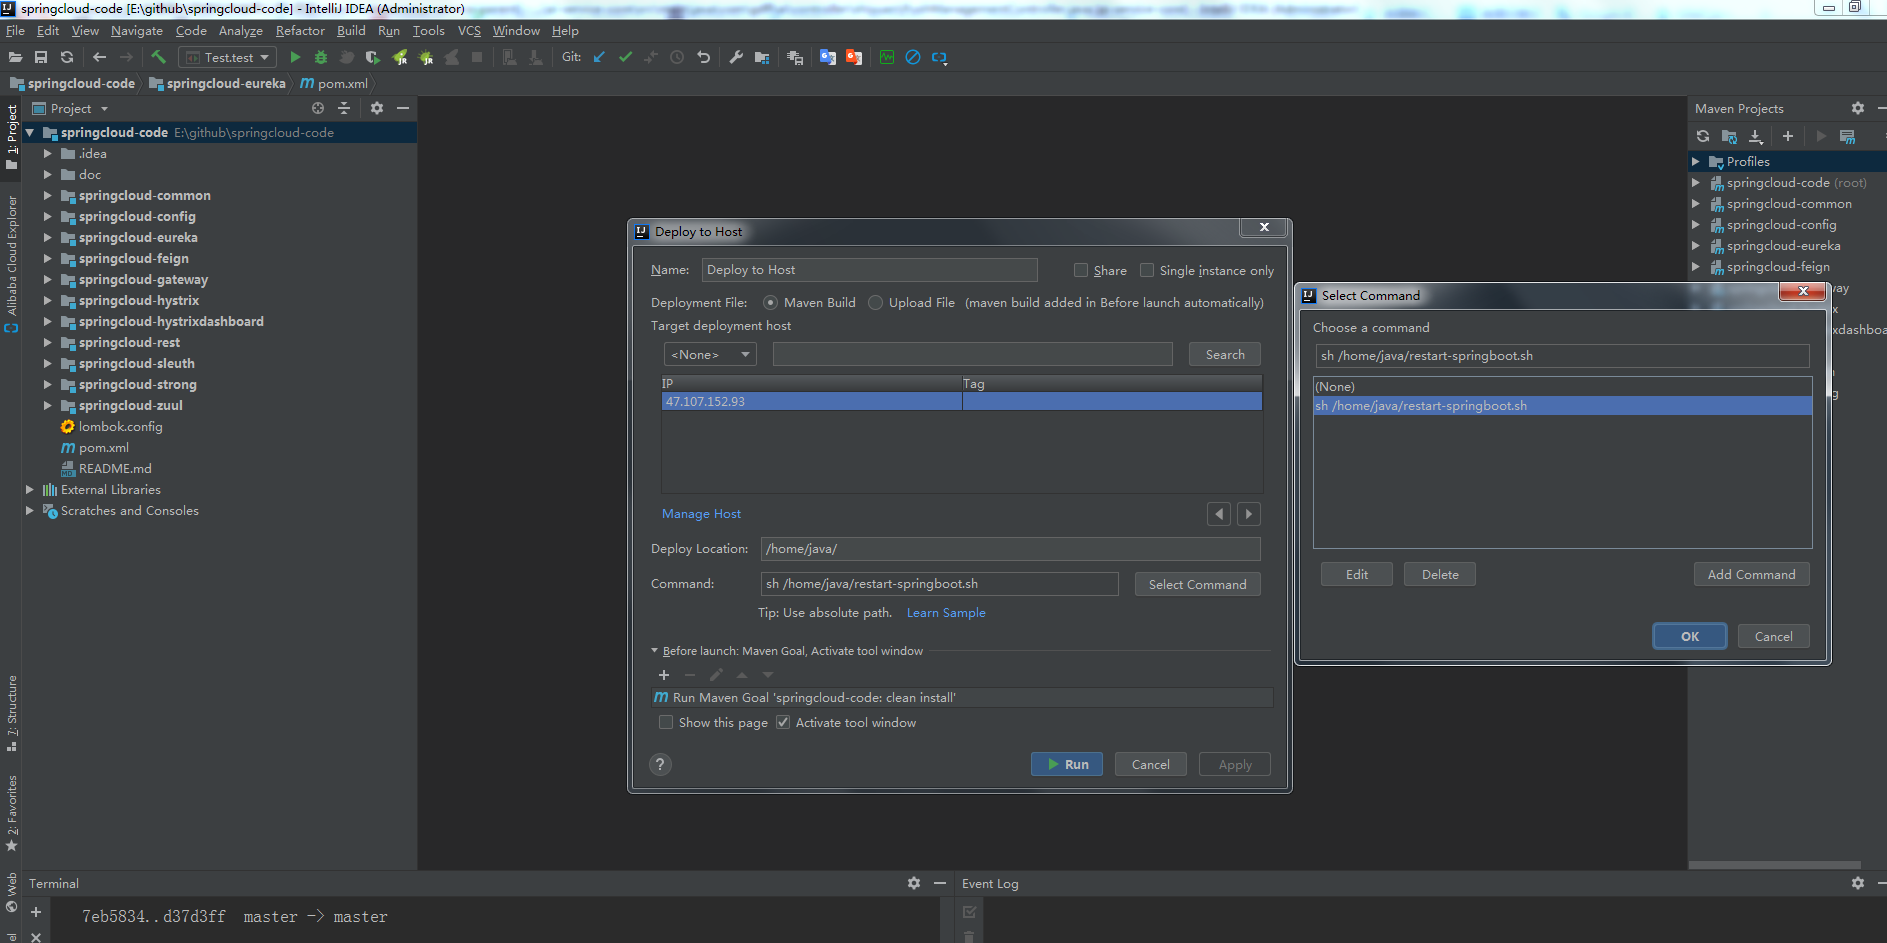 springcloud-code [E:\github\springcloud-code] - IntelliJ IDEA (Administrator)
File Edit View Navigate Code Analyze Refactor Build Run Tools VCS Window Help
Test.test
Git:
springcloud-code springcloud-eureka pom.xml
1: Project
Alibaba Cloud Explorer
7: Structure
2: Favorites
Web
Project
springcloud-code E:\github\springcloud-code
.idea
doc
springcloud-common
springcloud-config
springcloud-eureka
springcloud-feign
springcloud-gateway
springcloud-hystrix
springcloud-hystrixdashboard
springcloud-rest
springcloud-sleuth
springcloud-strong
springcloud-zuul
lombok.config
pom.xml
README.md
External Libraries
Scratches and Consoles
Deploy to Host
Name: Deploy to Host Share Single instance only
Deployment File: Maven Build Upload File (maven build added in Before launch automatically)
Target deployment host
<None> Search
IP Tag
47.107.152.93
Manage Host
Deploy Location: /home/java/
Command: sh /home/java/restart-springboot.sh Select Command
Tip: Use absolute path. Learn Sample
Before launch: Maven Goal, Activate tool window
Run Maven Goal 'springcloud-code: clean install'
Show this page Activate tool window
? Run Cancel Apply
Select Command
Choose a command
sh /home/java/restart-springboot.sh
(None)
sh /home/java/restart-springboot.sh
Edit Delete Add Command
OK Cancel
Maven Projects
Profiles
springcloud-code (root)
springcloud-common
springcloud-config
springcloud-eureka
springcloud-feign
vay
x
xdashboa
g
Terminal
7eb5834..d37d3ff master -> master
Event Log